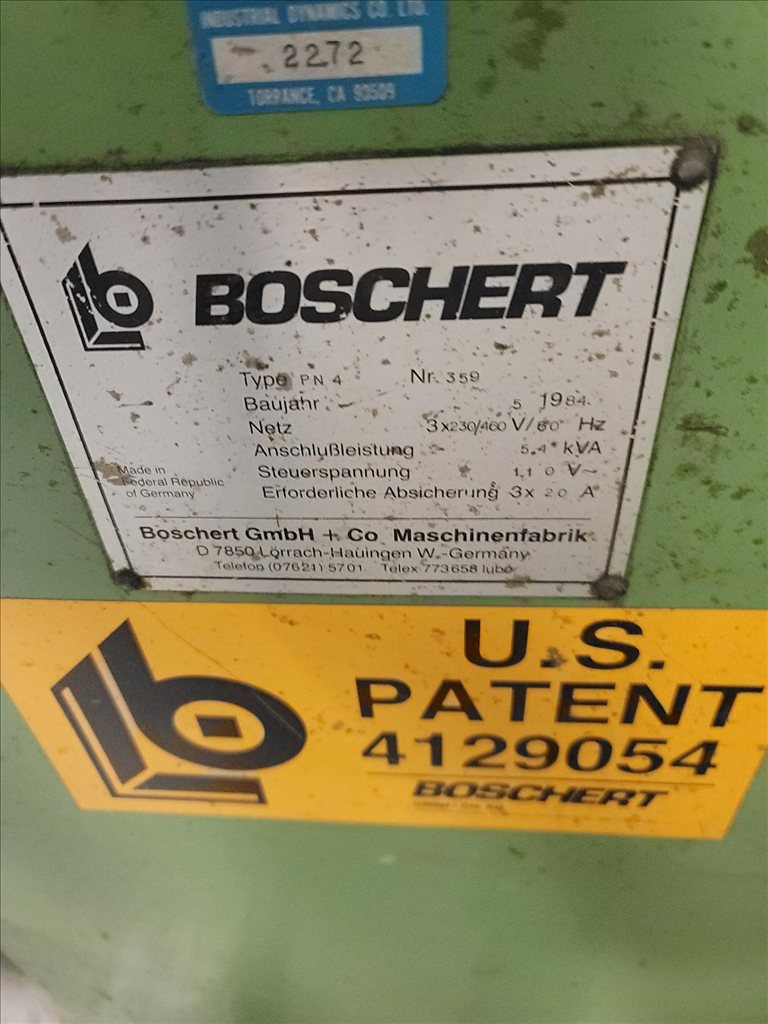 INDUSTRIAL DYNAMICS CO. LTD.
2272
TORRANCE, CA 90509
BOSCHERT
Type PN 4 Nr. 359
Baujahr 5 1984
Netz 3x230/460 V/60 Hz
Anschlußleistung 5.4 kVA
Steuerspannung 110 V~
Erforderliche Absicherung 3x 20 A
Made in
Federal Republic
of Germany
Boschert GmbH + Co. Maschinenfabrik
D 7850 Lörrach-Hauingen W.-Germany
Telefon (07621) 5701 Telex 773658 lubo
U.S.
PATENT
4129054
BOSCHERT